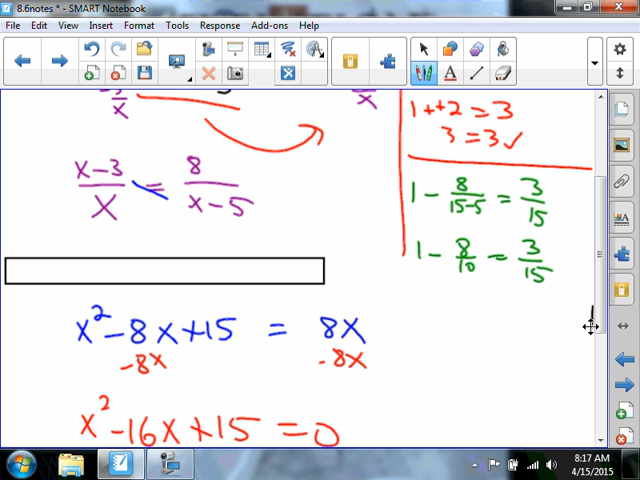 8.6notes * - SMART Notebook
File Edit View Insert Format Tools Add-ons Help
A
x
1 + +2 = 3
3 = 3 ✓
x-3 / x = 8 / x-5
1 - 8/15-5 = 3/15
1 - 8/10 = 3/15
x² - 8x + 15 = 8x
-8x -8x
x² - 16x + 15 = 0
8:17 AM
4/15/2015